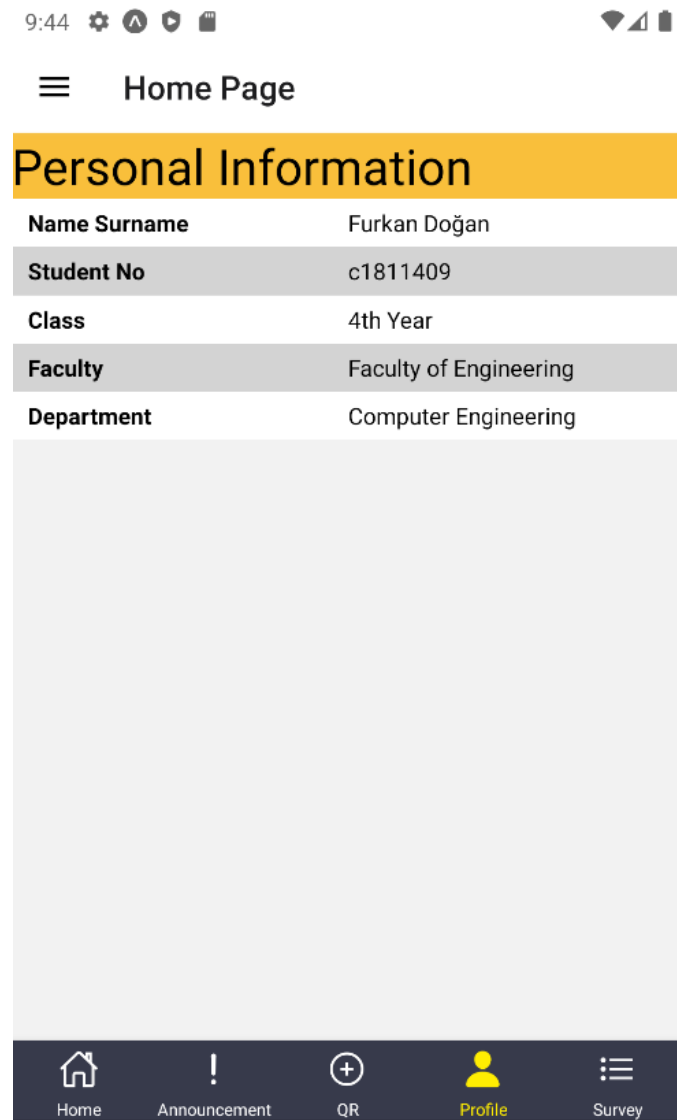 9:44
Home Page
Personal Information
Name Surname Furkan Doğan
Student No c1811409
Class 4th Year
Faculty Faculty of Engineering
Department Computer Engineering
Home Announcement QR Profile Survey